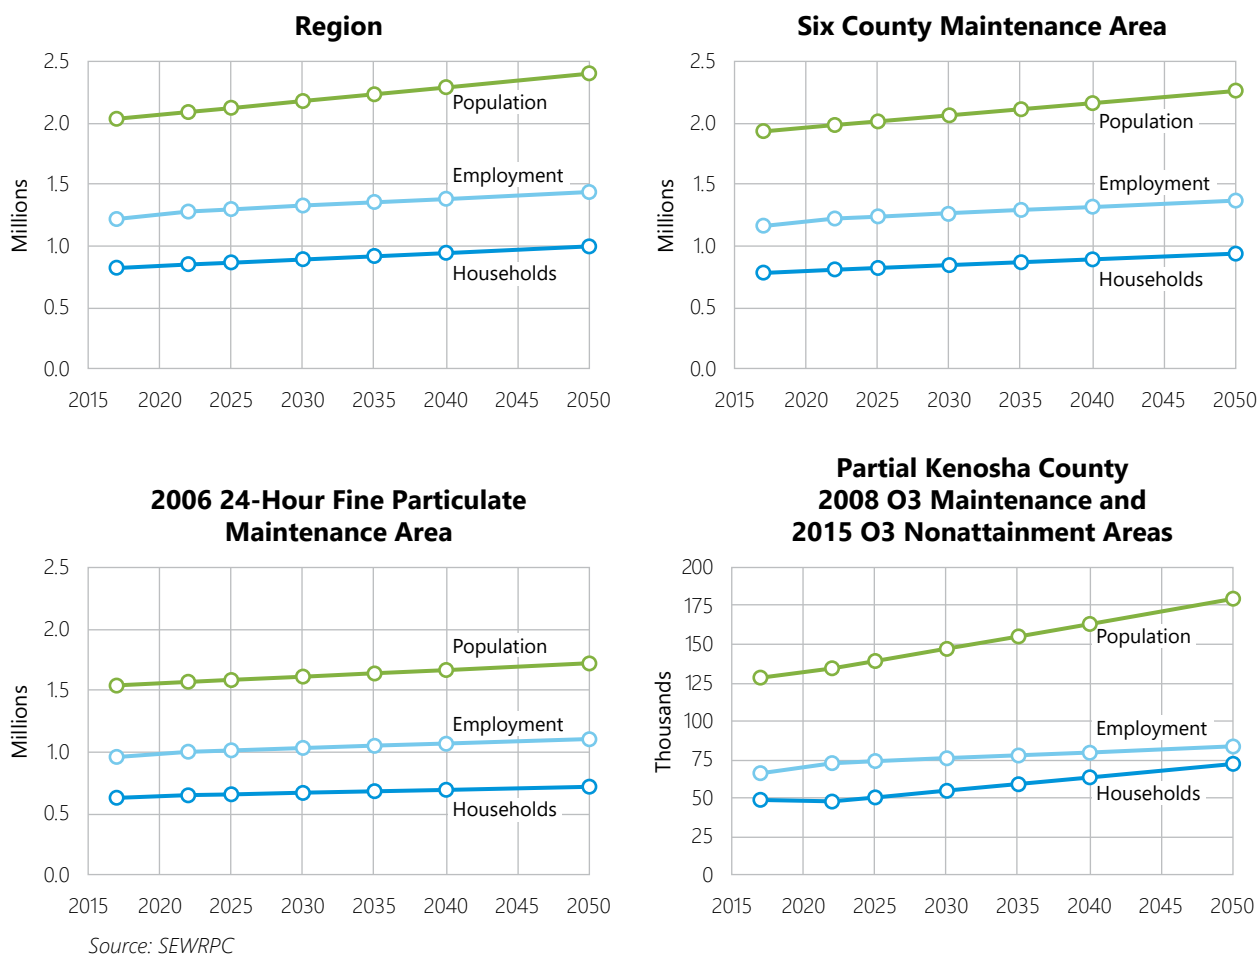 Region
2.5
2.0
1.5
1.0
0.5
0.0
Millions
Population
Employment
Households
2015 2020 2025 2030 2035 2040 2045 2050
Six County Maintenance Area
2.5
2.0
1.5
1.0
0.5
0.0
Millions
Population
Employment
Households
2015 2020 2025 2030 2035 2040 2045 2050
2006 24-Hour Fine Particulate
Maintenance Area
2.5
2.0
1.5
1.0
0.5
0.0
Millions
Population
Employment
Households
2015 2020 2025 2030 2035 2040 2045 2050
Partial Kenosha County
2008 O3 Maintenance and
2015 O3 Nonattainment Areas
200
175
150
125
100
75
50
25
0
Thousands
Population
Employment
Households
2015 2020 2025 2030 2035 2040 2045 2050
Source: SEWRPC